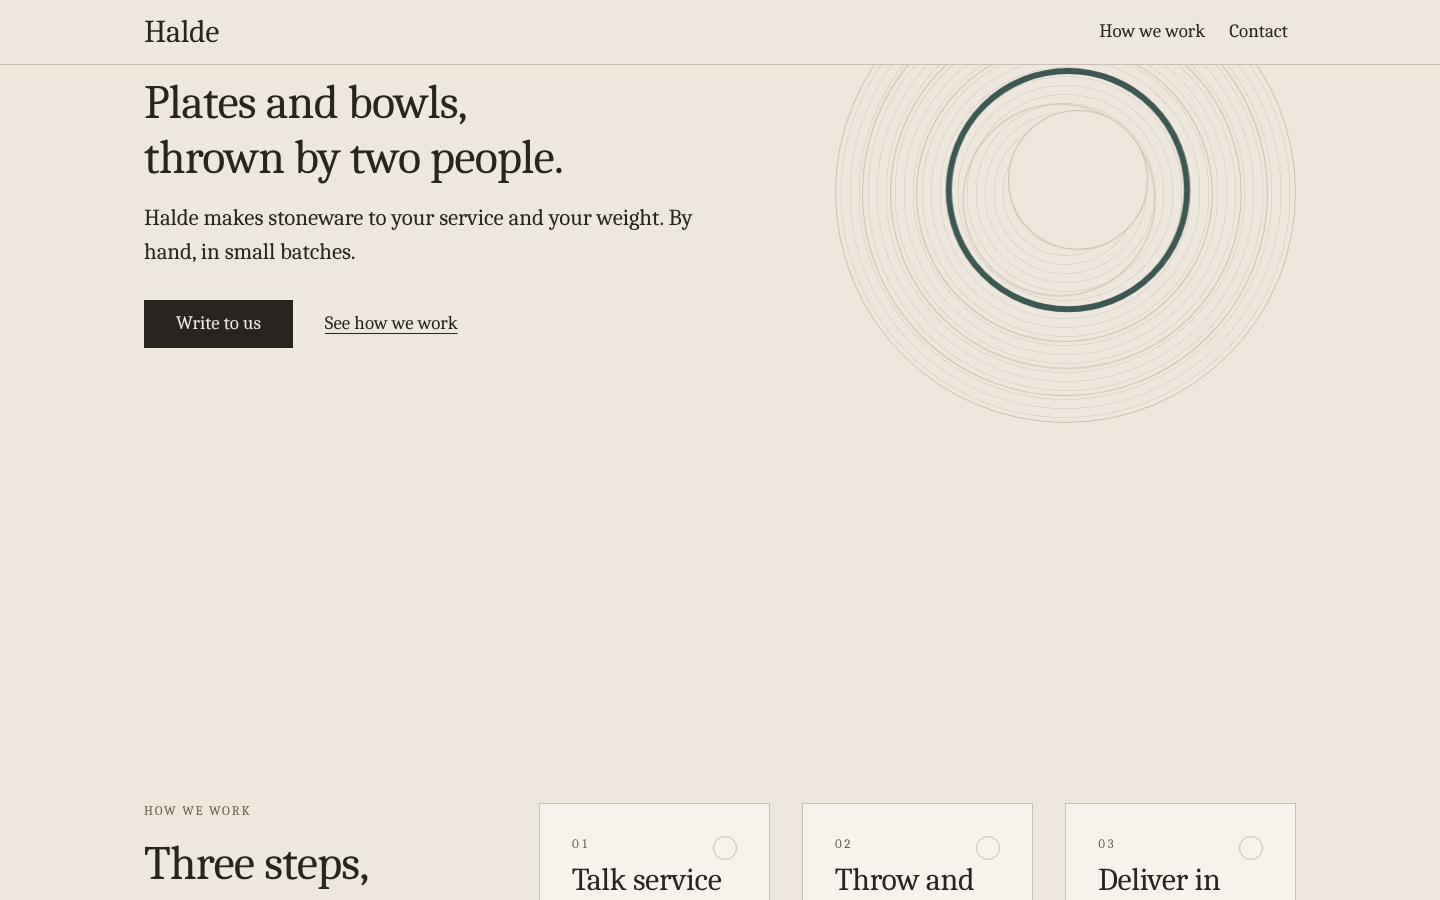 Halde
How we work
Contact
Plates and bowls,
thrown by two people.
Halde makes stoneware to your service and your weight. By
hand, in small batches.
Write to us
See how we work
HOW WE WORK
Three steps,
01
Talk service
02
Throw and
03
Deliver in